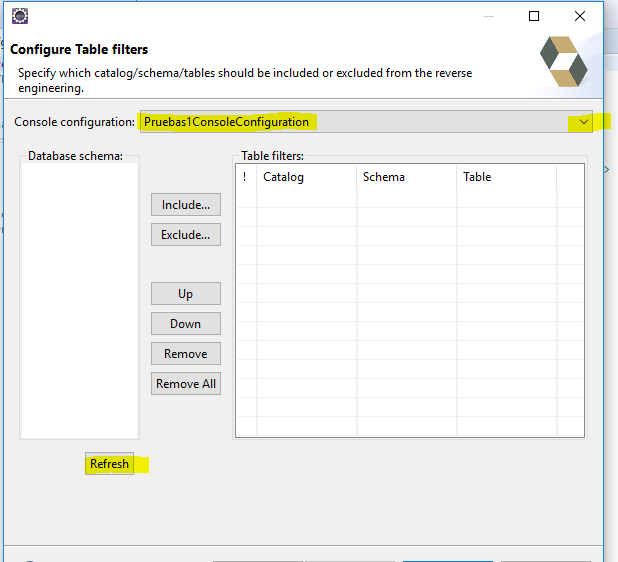 Configure Table filters
Specify which catalog/schema/tables should be included or excluded from the reverse
engineering.
Console configuration: Pruebas1ConsoleConfiguration
Database schema:
Table filters:
! Catalog Schema Table
Include...
Exclude...
Up
Down
Remove
Remove All
Refresh